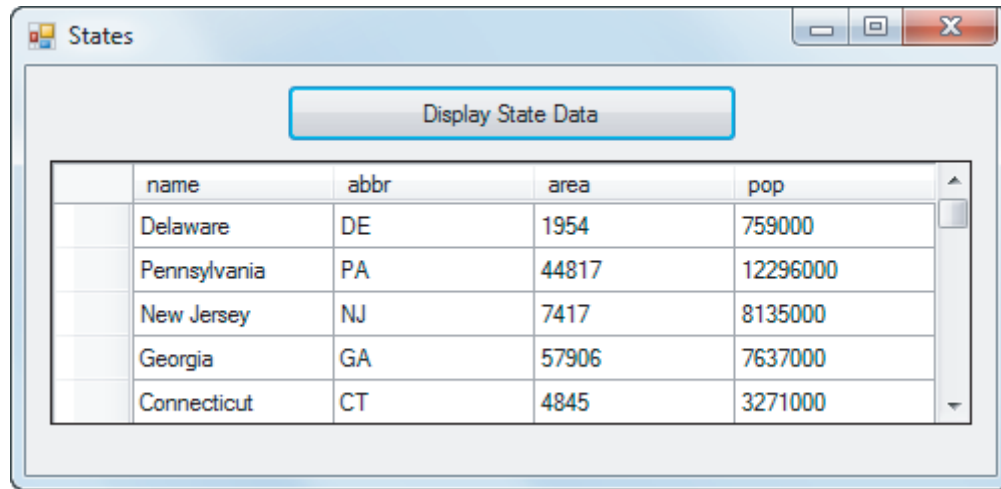 States
Display State Data
name abbr area pop
Delaware DE 1954 759000
Pennsylvania PA 44817 12296000
New Jersey NJ 7417 8135000
Georgia GA 57906 7637000
Connecticut CT 4845 3271000